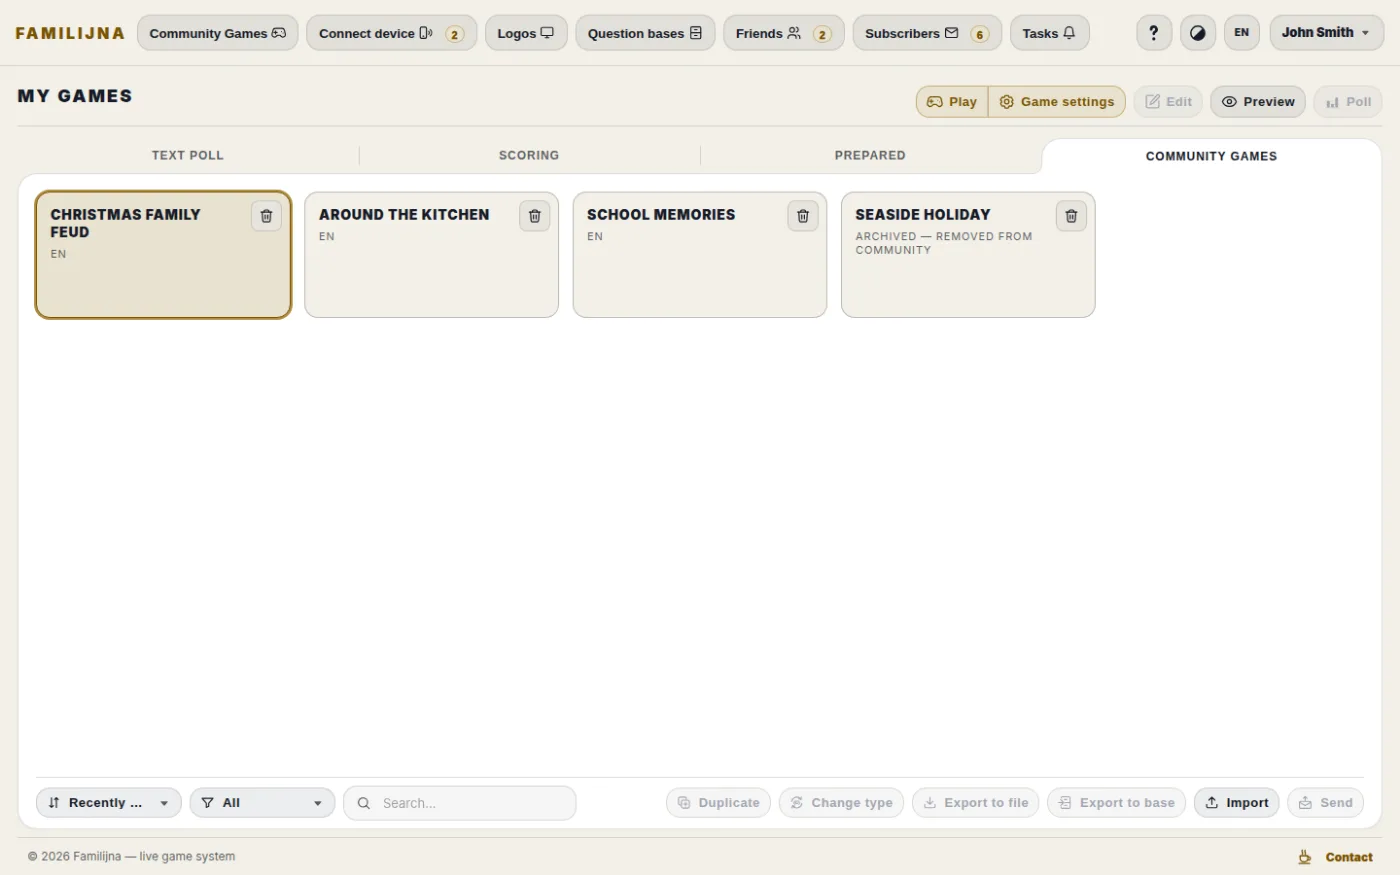 FAMILIJNA
Community Games
Connect device 2
Logos
Question bases
Friends 2
Subscribers 6
Tasks
?
EN
John Smith
MY GAMES
Play
Game settings
Edit
Preview
Poll
TEXT POLL
SCORING
PREPARED
COMMUNITY GAMES
CHRISTMAS FAMILY
FEUD
EN
AROUND THE KITCHEN
EN
SCHOOL MEMORIES
EN
SEASIDE HOLIDAY
ARCHIVED — REMOVED FROM
COMMUNITY
Recently ...
All
Search...
Duplicate
Change type
Export to file
Export to base
Import
Send
© 2026 Familijna — live game system
Contact